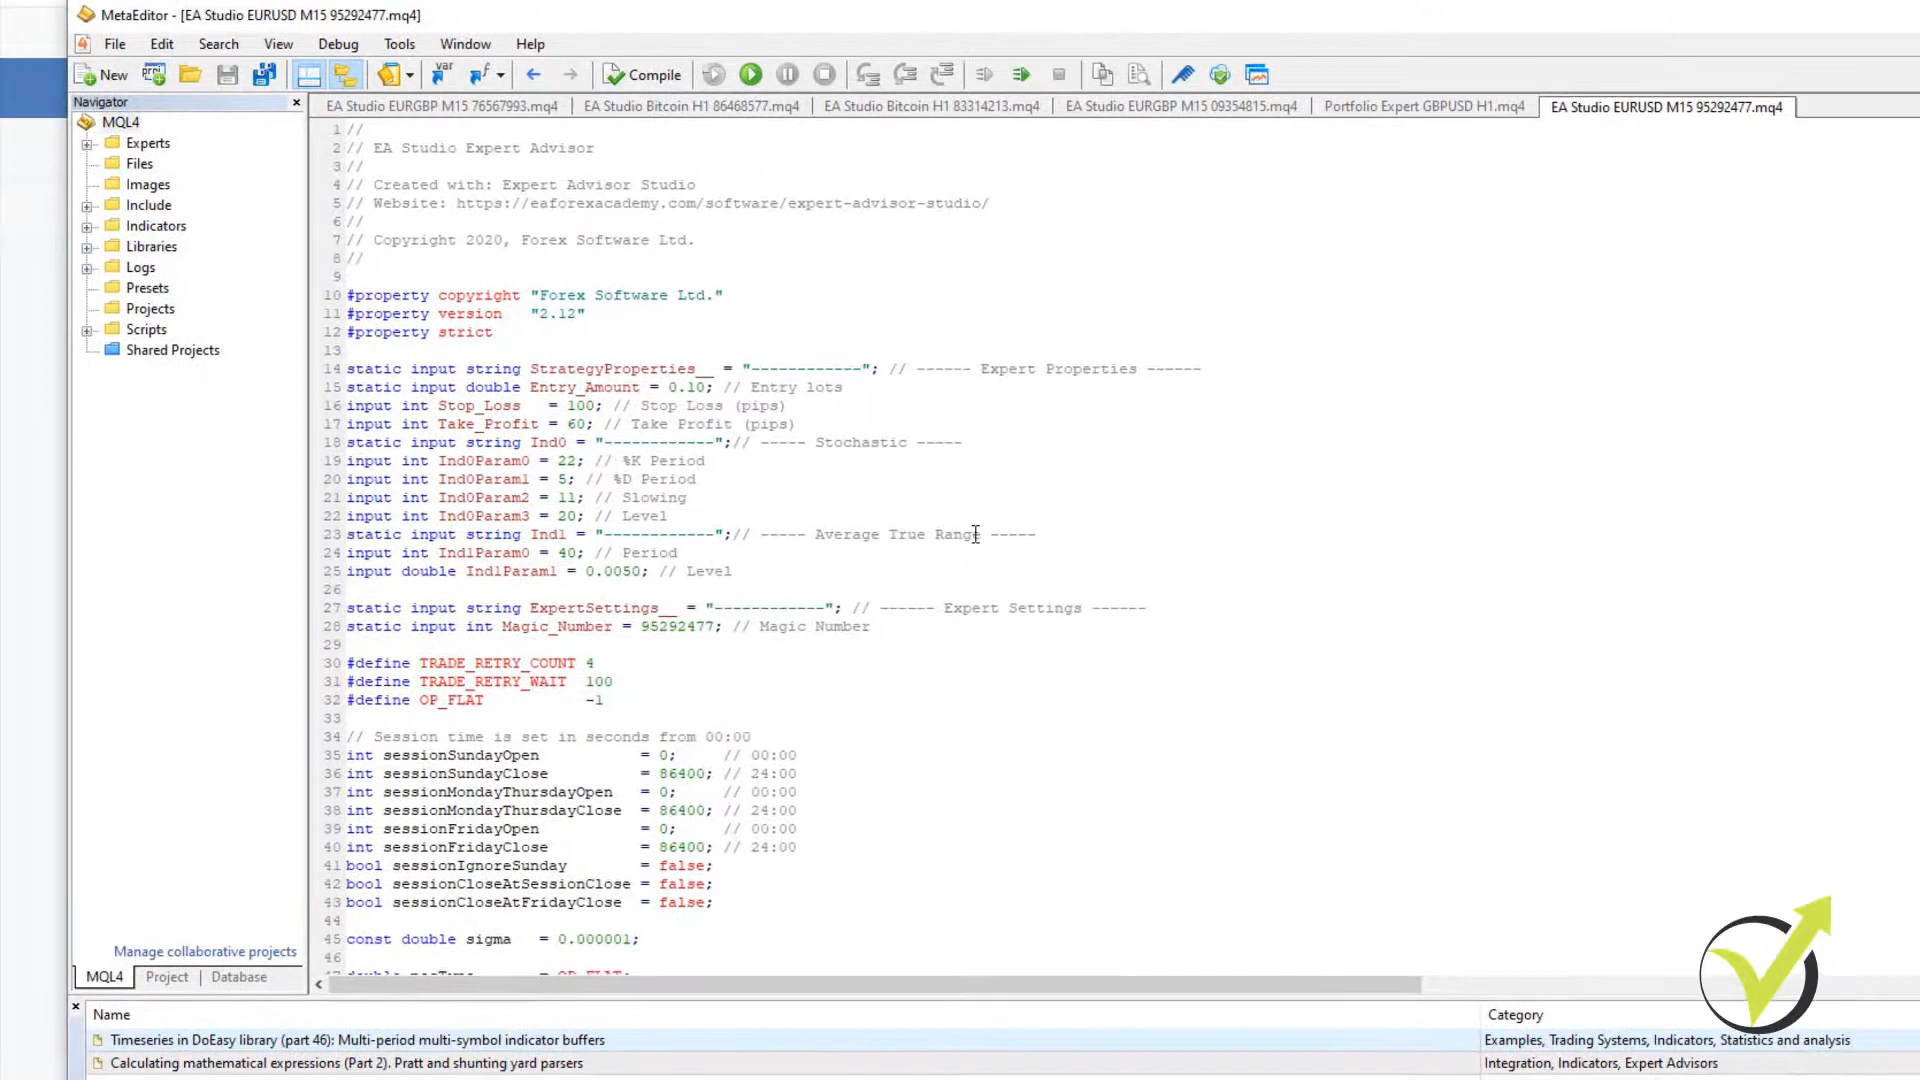 MetaEditor - [EA Studio EURUSD M15 95292477.mq4]
File Edit Search View Debug Tools Window Help
New Compile
Navigator
MQL4
Experts
Files
Images
Include
Indicators
Libraries
Logs
Presets
Projects
Scripts
Shared Projects
Manage collaborative projects
MQL4 Project Database
EA Studio EURGBP M15 76567993.mq4 EA Studio Bitcoin H1 86468577.mq4 EA Studio Bitcoin H1 83314213.mq4 EA Studio EURGBP M15 09354815.mq4 Portfolio Expert GBPUSD H1.mq4 EA Studio EURUSD M15 95292477.mq4
1 //
2 // EA Studio Expert Advisor
3 //
4 // Created with: Expert Advisor Studio
5 // Website: https://eaforexacademy.com/software/expert-advisor-studio/
6 //
7 // Copyright 2020, Forex Software Ltd.
8 //
9
10 #property copyright "Forex Software Ltd."
11 #property version   "2.12"
12 #property strict
13
14 static input string StrategyProperties__ = "------------"; // ------ Expert Properties ------
15 static input double Entry_Amount = 0.10; // Entry lots
16 input int Stop_Loss   = 100; // Stop Loss (pips)
17 input int Take_Profit = 60; // Take Profit (pips)
18 static input string Ind0 = "------------";// ----- Stochastic -----
19 input int Ind0Param0 = 22; // %K Period
20 input int Ind0Param1 = 5; // %D Period
21 input int Ind0Param2 = 11; // Slowing
22 input int Ind0Param3 = 20; // Level
23 static input string Ind1 = "------------";// ----- Average True Range -----
24 input int Ind1Param0 = 40; // Period
25 input double Ind1Param1 = 0.0050; // Level
26
27 static input string ExpertSettings__ = "------------"; // ------ Expert Settings ------
28 static input int Magic_Number = 95292477; // Magic Number
29
30 #define TRADE_RETRY_COUNT 4
31 #define TRADE_RETRY_WAIT  100
32 #define OP_FLAT           -1
33
34 // Session time is set in seconds from 00:00
35 int sessionSundayOpen           = 0;     // 00:00
36 int sessionSundayClose          = 86400; // 24:00
37 int sessionMondayThursdayOpen   = 0;     // 00:00
38 int sessionMondayThursdayClose  = 86400; // 24:00
39 int sessionFridayOpen           = 0;     // 00:00
40 int sessionFridayClose          = 86400; // 24:00
41 bool sessionIgnoreSunday        = false;
42 bool sessionCloseAtSessionClose = false;
43 bool sessionCloseAtFridayClose  = false;
44
45 const double sigma   = 0.000001;
46
Name Category
Timeseries in DoEasy library (part 46): Multi-period multi-symbol indicator buffers Examples, Trading Systems, Indicators, Statistics and analysis
Calculating mathematical expressions (Part 2). Pratt and shunting yard parsers Integration, Indicators, Expert Advisors